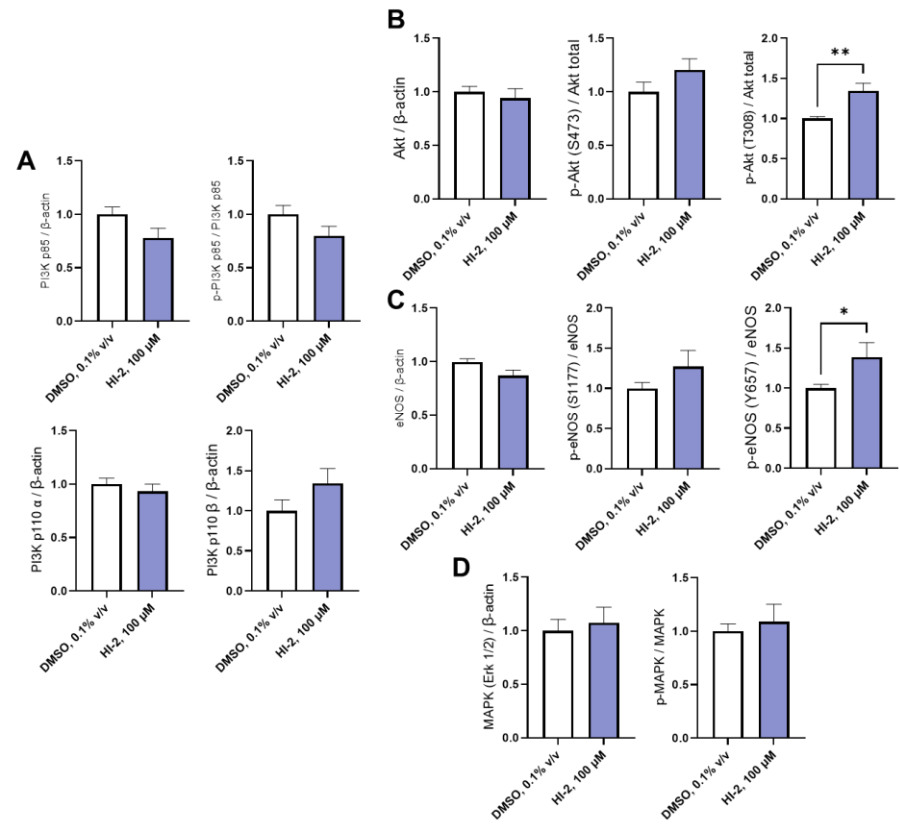 A
PI3K p85 / β-actin
1.5
1.0
0.5
0.0
DMSO, 0.1% v/v
HI-2, 100 µM
p-PI3K p85 / PI3K p85
1.5
1.0
0.5
0.0
DMSO, 0.1% v/v
HI-2, 100 µM
PI3K p110 α / β-actin
1.5
1.0
0.5
0.0
DMSO, 0.1% v/v
HI-2, 100 µM
PI3K p110 β / β-actin
2.0
1.5
1.0
0.5
0.0
DMSO, 0.1% v/v
HI-2, 100 µM
B
Akt / β-actin
1.5
1.0
0.5
0.0
DMSO, 0.1% v/v
HI-2, 100 µM
p-Akt (S473) / Akt total
1.5
1.0
0.5
0.0
DMSO, 0.1% v/v
HI-2, 100 µM
p-Akt (T308) / Akt total
2.0
1.5
1.0
0.5
0.0
**
DMSO, 0.1% v/v
HI-2, 100 µM
C
eNOS / β-actin
1.5
1.0
0.5
0.0
DMSO, 0.1% v/v
HI-2, 100 µM
p-eNOS (S1177) / eNOS
2.0
1.5
1.0
0.5
0.0
DMSO, 0.1% v/v
HI-2, 100 µM
p-eNOS (Y657) / eNOS
2.0
1.5
1.0
0.5
0.0
*
DMSO, 0.1% v/v
HI-2, 100 µM
D
MAPK (Erk 1/2) / β-actin
1.5
1.0
0.5
0.0
DMSO, 0.1% v/v
HI-2, 100 µM
p-MAPK / MAPK
1.5
1.0
0.5
0.0
DMSO, 0.1% v/v
HI-2, 100 µM